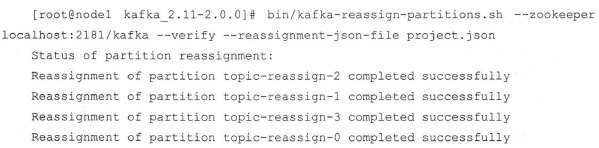 [root@node1 kafka_2.11-2.0.0]# bin/kafka-reassign-partitions.sh --zookeeper
localhost:2181/kafka --verify --reassignment-json-file project.json
Status of partition reassignment:
Reassignment of partition topic-reassign-2 completed successfully
Reassignment of partition topic-reassign-1 completed successfully
Reassignment of partition topic-reassign-3 completed successfully
Reassignment of partition topic-reassign-0 completed successfully